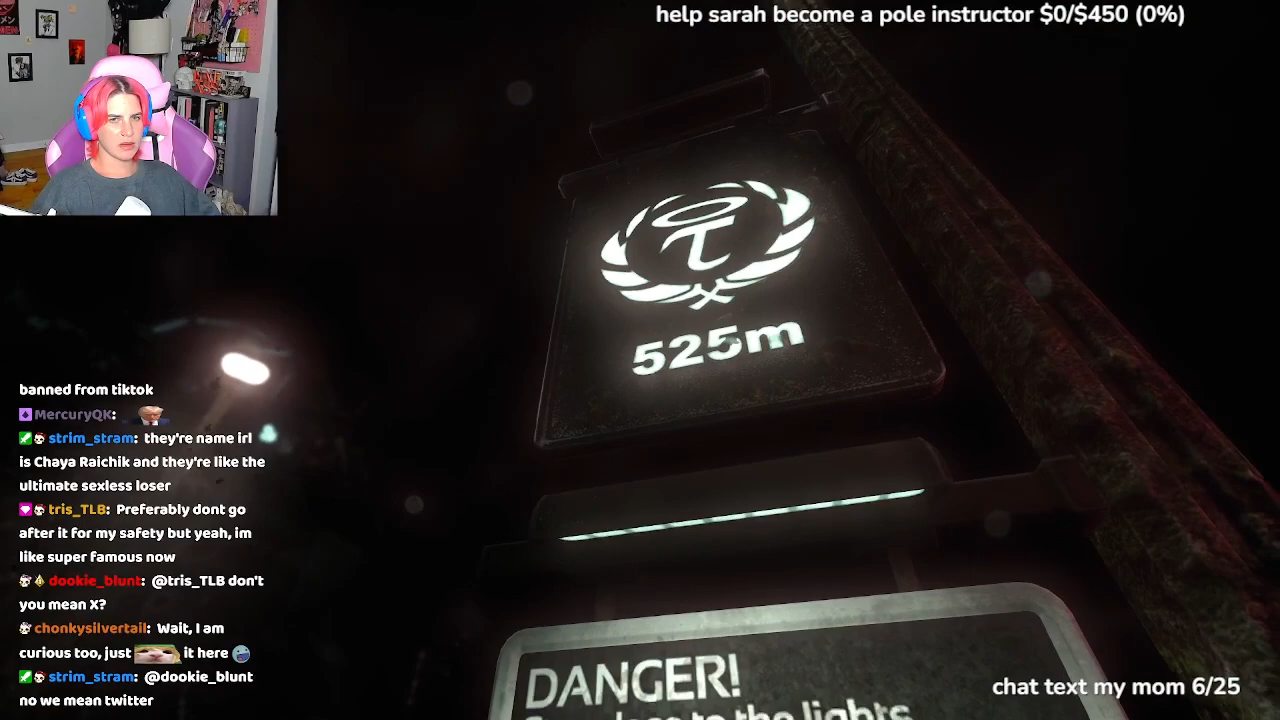 help sarah become a pole instructor $0/$450 (0%)
525m
DANGER!
to the lights
banned from tiktok
MercuryQK:
strim_stram: they're name irl
is Chaya Raichik and they're like the
ultimate sexless loser
tris_TLB: Preferably dont go
after it for my safety but yeah, im
like super famous now
dookie_blunt: @tris_TLB don't
you mean X?
chonkysilvertail: Wait, I am
curious too, just it here
strim_stram: @dookie_blunt
no we mean twitter
chat text my mom 6/25